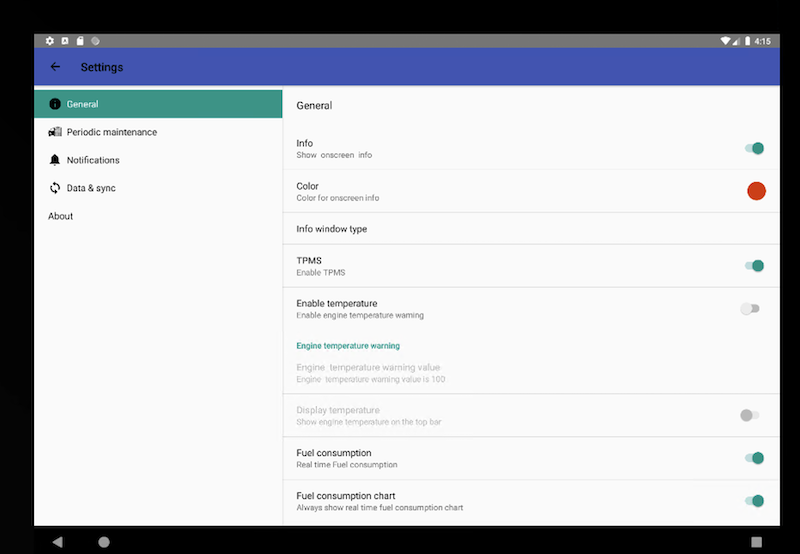 4:15
Settings
General
Periodic maintenance
Notifications
Data & sync
About
General
Info
Show onscreen info
Color
Color for onscreen info
Info window type
TPMS
Enable TPMS
Enable temperature
Enable engine temperature warning
Engine temperature warning
Engine temperature warning value
Engine temperature warning value is 100
Display temperature
Show engine temperature on the top bar
Fuel consumption
Real time Fuel consumption
Fuel consumption chart
Always show real time fuel consumption chart